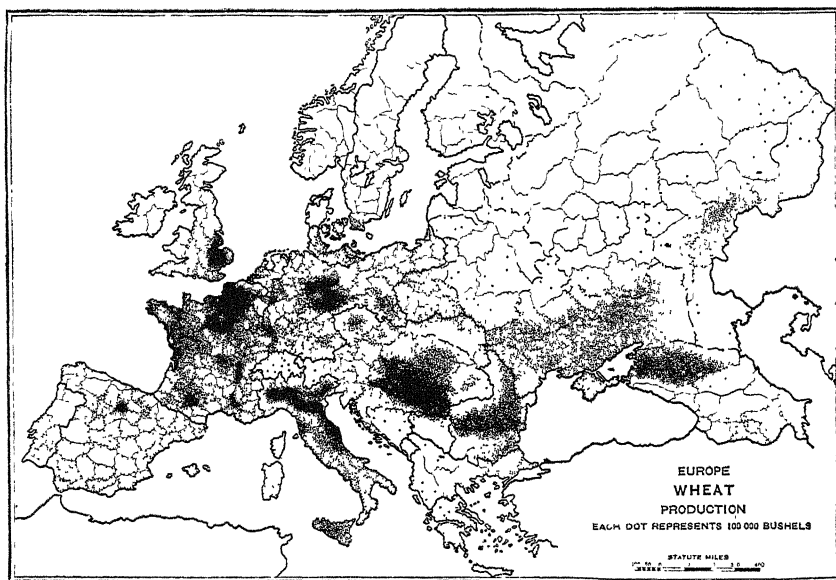 EUROPE
WHEAT
PRODUCTION
EACH DOT REPRESENTS 100 000 BUSHELS
STATUTE MILES